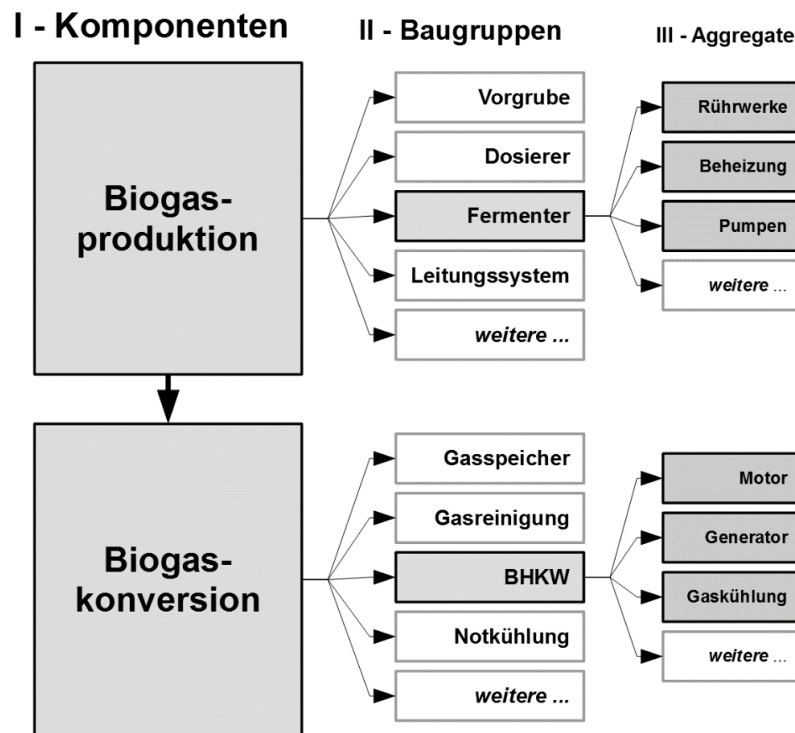 I - Komponenten
II - Baugruppen
III - Aggregate
Biogas-
produktion
Vorgrube
Dosierer
Fermenter
Leitungssystem
weitere ...
Rührwerke
Beheizung
Pumpen
weitere ...
Biogas-
konversion
Gasspeicher
Gasreinigung
BHKW
Notkühlung
weitere ...
Motor
Generator
Gaskühlung
weitere ...